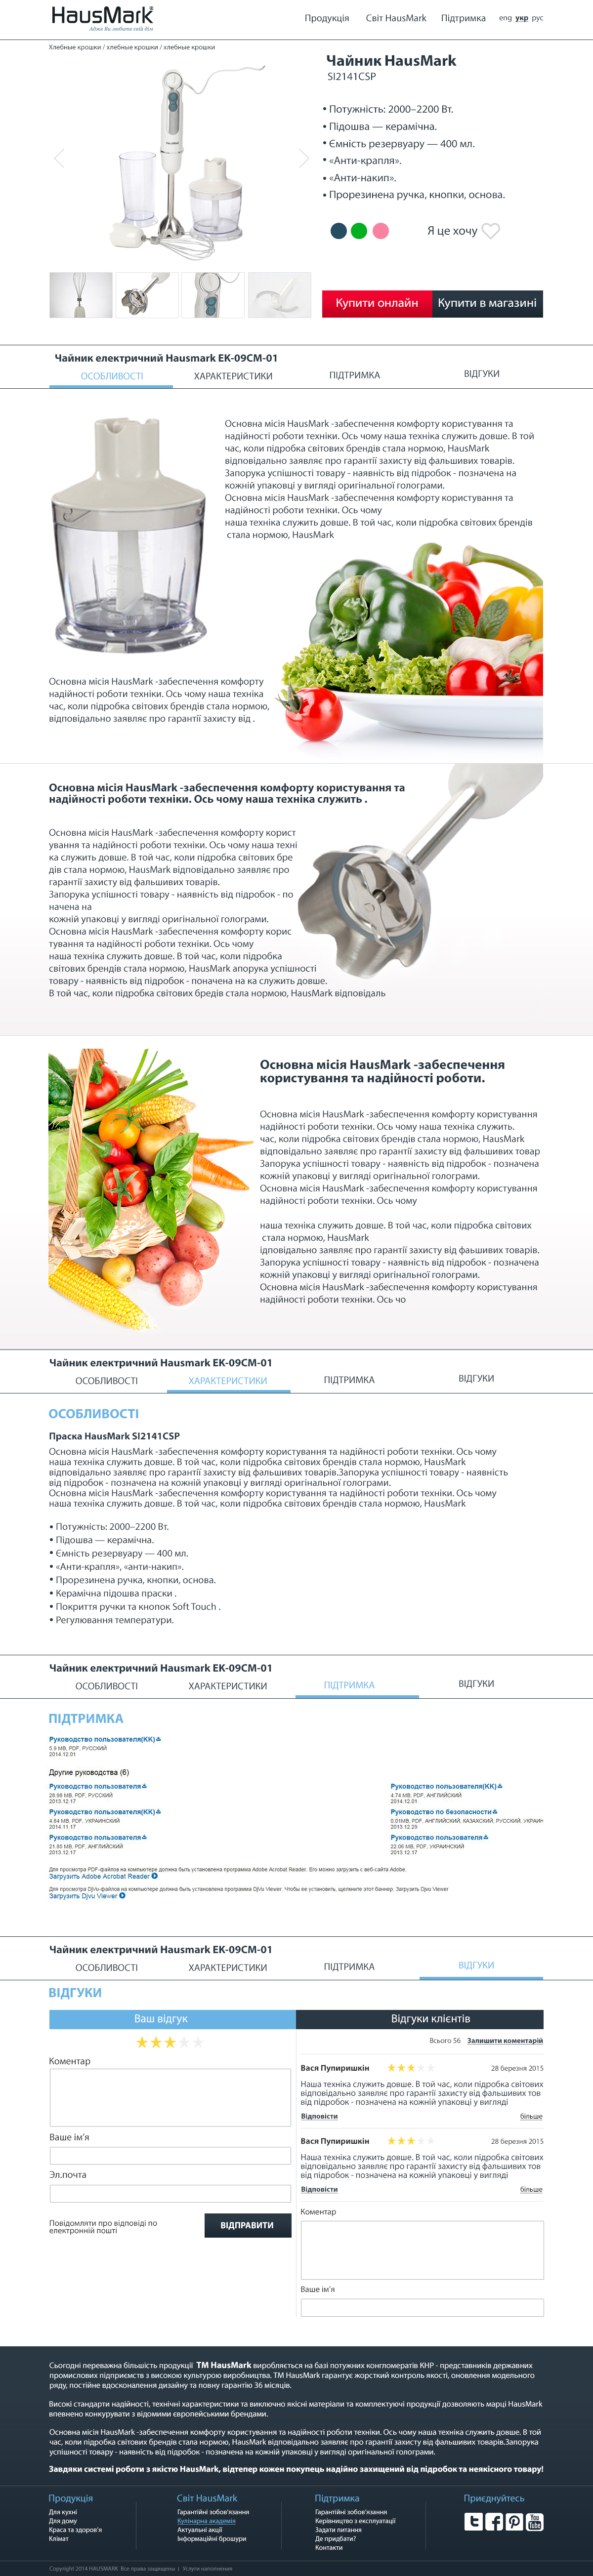 HausMark®
Адже Ви любите свій дім
Продукція Світ HausMark Підтримка eng укр рус
Хлебные крошки / хлебные крошки / хлебные крошки
Чайник HausMark
SI2141CSP
• Потужність: 2000–2200 Вт.
• Підошва — керамічна.
• Ємність резервуару — 400 мл.
• «Анти-крапля».
• «Анти-накип».
• Прорезинена ручка, кнопки, основа.
Я це хочу
Купити онлайн Купити в магазині
Чайник електричний Hausmark EK-09CM-01
ОСОБЛИВОСТІ ХАРАКТЕРИСТИКИ ПІДТРИМКА ВІДГУКИ
Основна місія HausMark -забезпечення комфорту користування та
надійності роботи техніки. Ось чому наша техніка служить довше. В той
час, коли підробка світових брендів стала нормою, HausMark
відповідально заявляє про гарантії захисту від фальшивих товарів.
Запорука успішності товару - наявність від підробок - позначена на
кожній упаковці у вигляді оригінальної голограми.
Основна місія HausMark -забезпечення комфорту користування та
надійності роботи техніки. Ось чому
наша техніка служить довше. В той час, коли підробка світових брендів
стала нормою, HausMark
Основна місія HausMark -забезпечення комфорту
надійності роботи техніки. Ось чому наша техніка
час, коли підробка світових брендів стала нормою,
відповідально заявляє про гарантії захисту від .
Основна місія HausMark -забезпечення комфорту користування та
надійності роботи техніки. Ось чому наша техніка служить .
Основна місія HausMark -забезпечення комфорту корист
ування та надійності роботи техніки. Ось чому наша техні
ка служить довше. В той час, коли підробка світових бре
дів стала нормою, HausMark відповідально заявляє про
гарантії захисту від фальшивих товарів.
Запорука успішності товару - наявність від підробок - по
начена на
кожній упаковці у вигляді оригінальної голограми.
Основна місія HausMark -забезпечення комфорту корис
тування та надійності роботи техніки. Ось чому
наша техніка служить довше. В той час, коли підробка
світових брендів стала нормою, HausMark апорука успішності
товару - наявність від підробок - поначена на ка служить довше.
В той час, коли підробка світових бредів стала нормою, HausMark відповідаль
Основна місія HausMark -забезпечення
користування та надійності роботи.
Основна місія HausMark -забезпечення комфорту користування
надійності роботи техніки. Ось чому наша техніка служить.
час, коли підробка світових брендів стала нормою, HausMark
відповідально заявляє про гарантії захисту від фальшивих товар
Запорука успішності товару - наявність від підробок - позначена
кожній упаковці у вигляді оригінальної голограми.
Основна місія HausMark -забезпечення комфорту користування
надійності роботи техніки. Ось чому
наша техніка служить довше. В той час, коли підробка світових
стала нормою, HausMark
ідповідально заявляє про гарантії захисту від фаьшивих товарів.
Запорука успішності товару - наявність від підробок - позначена
кожній упаковці у вигляді оригінальної голограми.
Основна місія HausMark -забезпечення комфорту користування
надійності роботи техніки. Ось чо
Чайник електричний Hausmark EK-09CM-01
ОСОБЛИВОСТІ ХАРАКТЕРИСТИКИ ПІДТРИМКА ВІДГУКИ
ОСОБЛИВОСТІ
Праска HausMark SI2141CSP
Основна місія HausMark -забезпечення комфорту користування та надійності роботи техніки. Ось чому
наша техніка служить довше. В той час, коли підробка світових брендів стала нормою, HausMark
відповідально заявляє про гарантії захисту від фальшивих товарів.Запорука успішності товару - наявність
від підробок - позначена на кожній упаковці у вигляді оригінальної голограми.
Основна місія HausMark -забезпечення комфорту користування та надійності роботи техніки. Ось чому
наша техніка служить довше. В той час, коли підробка світових брендів стала нормою, HausMark
• Потужність: 2000–2200 Вт.
• Підошва — керамічна.
• Ємність резервуару — 400 мл.
• «Анти-крапля», «анти-накип».
• Прорезинена ручка, кнопки, основа.
• Керамічна підошва праски .
• Покриття ручки та кнопок Soft Touch .
• Регулювання температури.
Чайник електричний Hausmark EK-09CM-01
ОСОБЛИВОСТІ ХАРАКТЕРИСТИКИ ПІДТРИМКА ВІДГУКИ
ПІДТРИМКА
Руководство пользователя(KK)
5.9 MB, PDF, РУССКИЙ
2014.12.01
Другие руководства (6)
Руководство пользователя
28.96 MB, PDF, РУССКИЙ
2013.12.17
Руководство пользователя(KK)
4.74 MB, PDF, АНГЛИЙСКИЙ
2014.12.01
Руководство пользователя(KK)
4.84 MB, PDF, УКРАИНСКИЙ
2014.11.17
Руководство по безопасности
0.01MB, PDF, АНГЛИЙСКИЙ, КАЗАХСКИЙ, РУССКИЙ, УКРАИН
2013.12.23
Руководство пользователя
21.85 MB, PDF, АНГЛИЙСКИЙ
2013.12.17
Руководство пользователя
22.06 MB, PDF, УКРАИНСКИЙ
2013.12.17
Для просмотра PDF-файлов на компьютере должна быть установлена программа Adobe Acrobat Reader. Его можно загрузить с веб-сайта Adobe.
Загрузить Adobe Acrobat Reader
Для просмотра DjVu-файлов на компьютере должна быть установлена программа DjVu Viewer. Чтобы ее установить, щелкните этот баннер. Загрузить Djvu Viewer
Загрузить Djvu Viewer
Чайник електричний Hausmark EK-09CM-01
ОСОБЛИВОСТІ ХАРАКТЕРИСТИКИ ПІДТРИМКА ВІДГУКИ
ВІДГУКИ
Ваш відгук
Коментар
Ваше ім'я
Эл.почта
Повідомляти про відповіді по
електронній пошті
ВІДПРАВИТИ
Відгуки клієнтів
Всього 56 Залишити коментарій
Вася Пупиришкін 28 березня 2015
Наша техніка служить довше. В той час, коли підробка світових
відповідально заявляє про гарантії захисту від фальшивих тов
від підробок - позначена на кожній упаковці у вигляді
Відповісти більше
Вася Пупиришкін 28 березня 2015
Наша техніка служить довше. В той час, коли підробка світових
відповідально заявляє про гарантії захисту від фальшивих тов
від підробок - позначена на кожній упаковці у вигляді
Відповісти більше
Коментар
Ваше ім'я
Сьогодні переважна більшість продукції ТМ HausMark виробляється на базі потужних конгломератів КНР - представників державних
промислових підприємств з високою культурою виробництва. ТМ HausMark гарантує жорсткий контроль якості, оновлення модельного
ряду, постійне вдосконалення дизайну та повну гарантію 36 місяців.
Високі стандарти надійності, технічні характеристики та виключно якісні матеріали та комплектуючі продукції дозволяють марці HausMark
впевнено конкурувати з відомими європейськими брендами.
Основна місія HausMark -забезпечення комфорту користування та надійності роботи техніки. Ось чому наша техніка служить довше. В той
час, коли підробка світових брендів стала нормою, HausMark відповідально заявляє про гарантії захисту від фальшивих товарів.Запорука
успішності товару - наявність від підробок - позначена на кожній упаковці у вигляді оригінальної голограми.
Завдяки системі роботи з якістю HausMark, відтепер кожен покупець надійно захищений від підробок та неякісного товару!
Продукція
Для кухні
Для дому
Краса та здоров'я
Клімат
Світ HausMark
Гарантійні зобов'язання
Кулінарна академія
Актуальні акції
Інформаційні брошури
Підтримка
Гарантійні зобов'язання
Керівництво з експлуатації
Задати питання
Де придбати?
Контакти
Приєднуйтесь
You Tube
Copyright 2014 HAUSMARK Все права защищены | Услуги наполнения